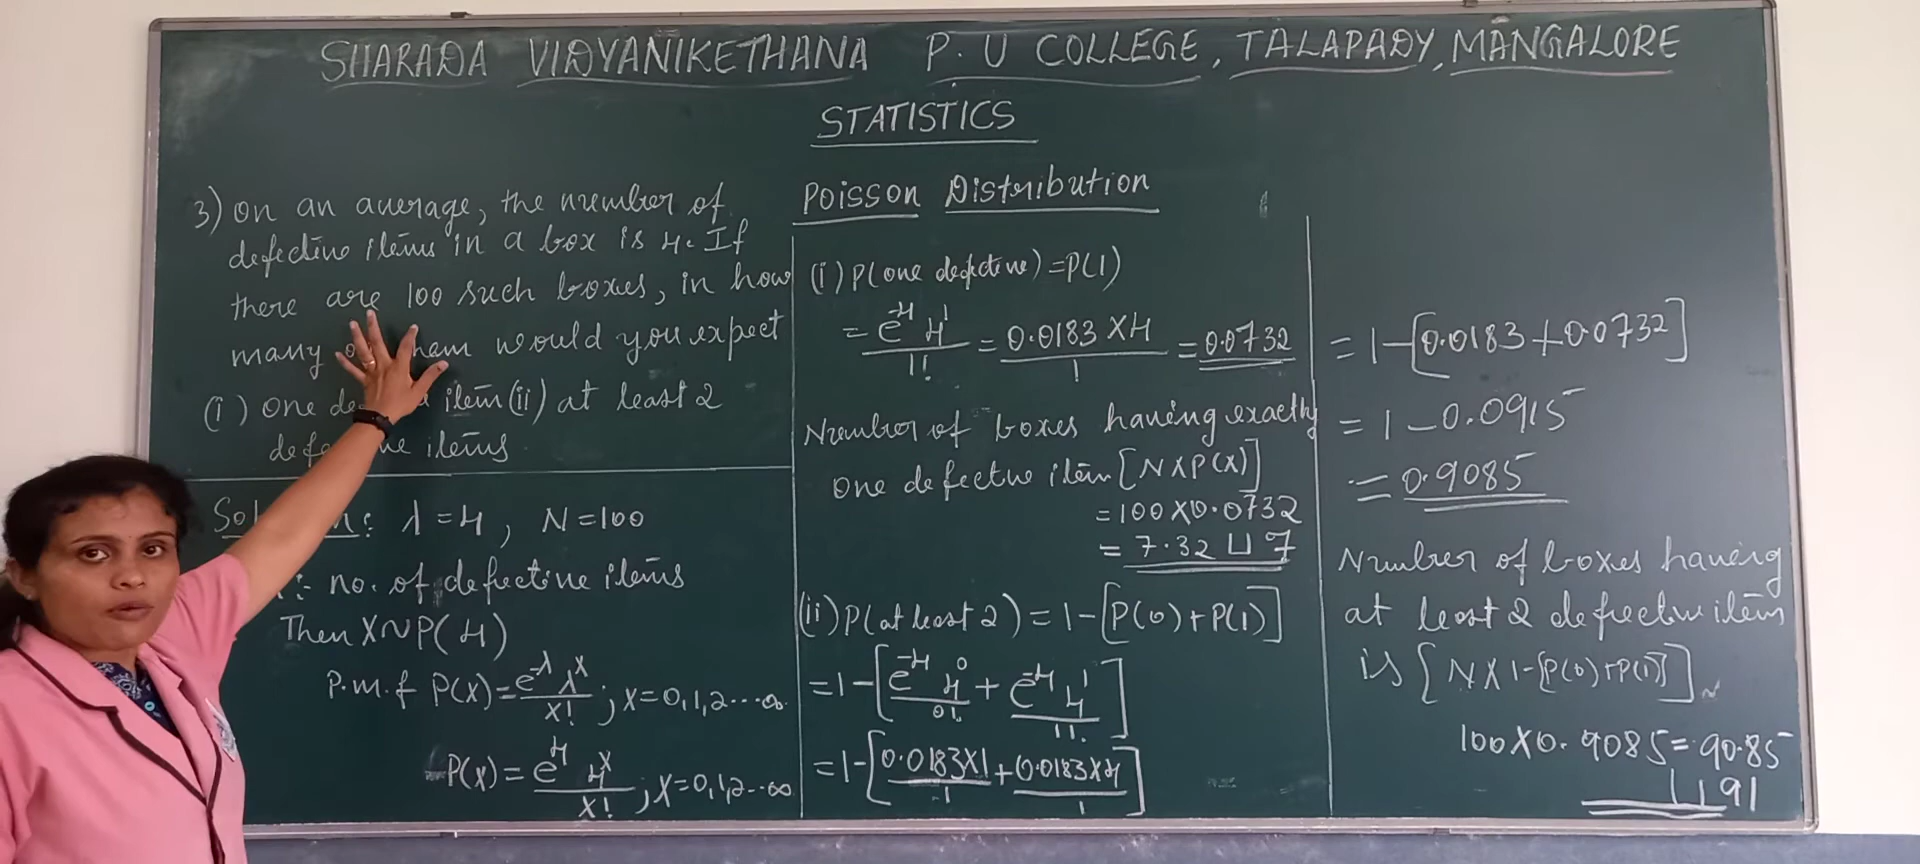 SHARADA VIDYANIKETHANA P.U COLLEGE, TALAPADY, MANGALORE
STATISTICS
3) On an average, the number of
defective items in a box is 4. If
there are 100 such boxes, in how
many would you expect
(i) One item (ii) at least 2
items.
λ = 4, N = 100
: no. of defective items
Then X~P(4)
P.m.f P(x) = e^-λ λ^x / x! ; x = 0, 1, 2 --- ∞
P(x) = e^-4 4^x / x! ; x = 0, 1, 2 --- ∞
Poisson Distribution
(i) P(one defective) = P(1)
= e^-4 4^1 / 1! = 0.0183 X 4 / 1 = 0.0732
Number of boxes having exactly
one defective item [N X P(x)]
= 100 X 0.0732
= 7.32 ⊔ 7
(ii) P(at least 2) = 1 - [P(0) + P(1)]
= 1 - [e^-4 4^0 / 0! + e^-4 4^1 / 1!]
= 1 - [0.0183 X 1 / 1 + 0.0183 X 4 / 1]
= 1 - [0.0183 + 0.0732]
= 1 - 0.0915
= 0.9085
Number of boxes having
at least 2 defective item
is [N X 1 - [P(0) + P(1)]]
100 X 0.9085 = 90.85
⊔ 91